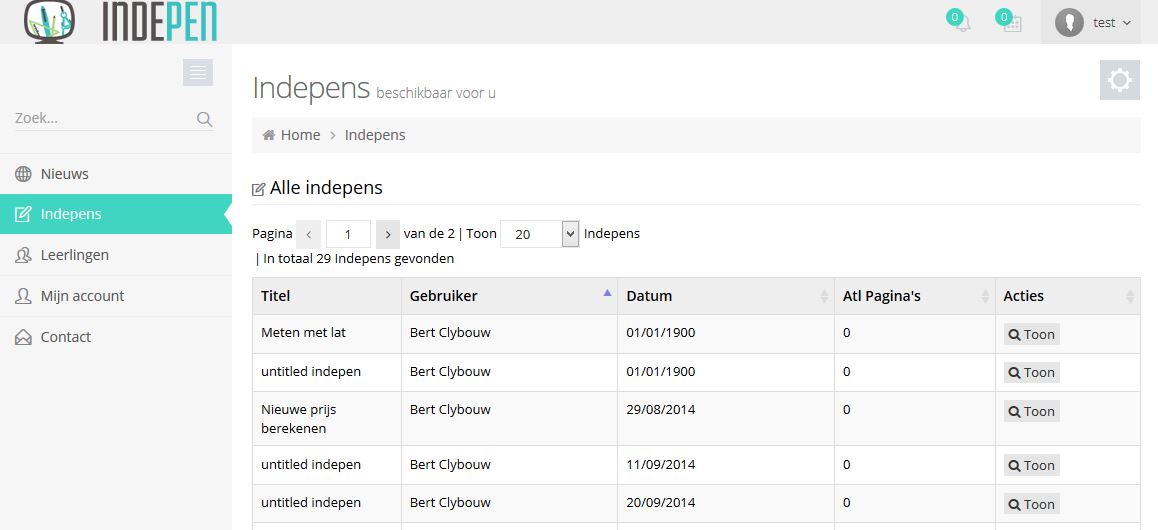 INDEPEN
0
0
test
Zoek...
Nieuws
Indepens
Leerlingen
Mijn account
Contact
Indepens beschikbaar voor u
Home > Indepens
Alle indepens
Pagina < 1 > van de 2 | Toon 20 Indepens
| In totaal 29 Indepens gevonden
Titel Gebruiker Datum Atl Pagina's Acties
Meten met lat Bert Clybouw 01/01/1900 0 Toon
untitled indepen Bert Clybouw 01/01/1900 0 Toon
Nieuwe prijs Bert Clybouw 29/08/2014 0 Toon
berekenen
untitled indepen Bert Clybouw 11/09/2014 0 Toon
untitled indepen Bert Clybouw 20/09/2014 0 Toon